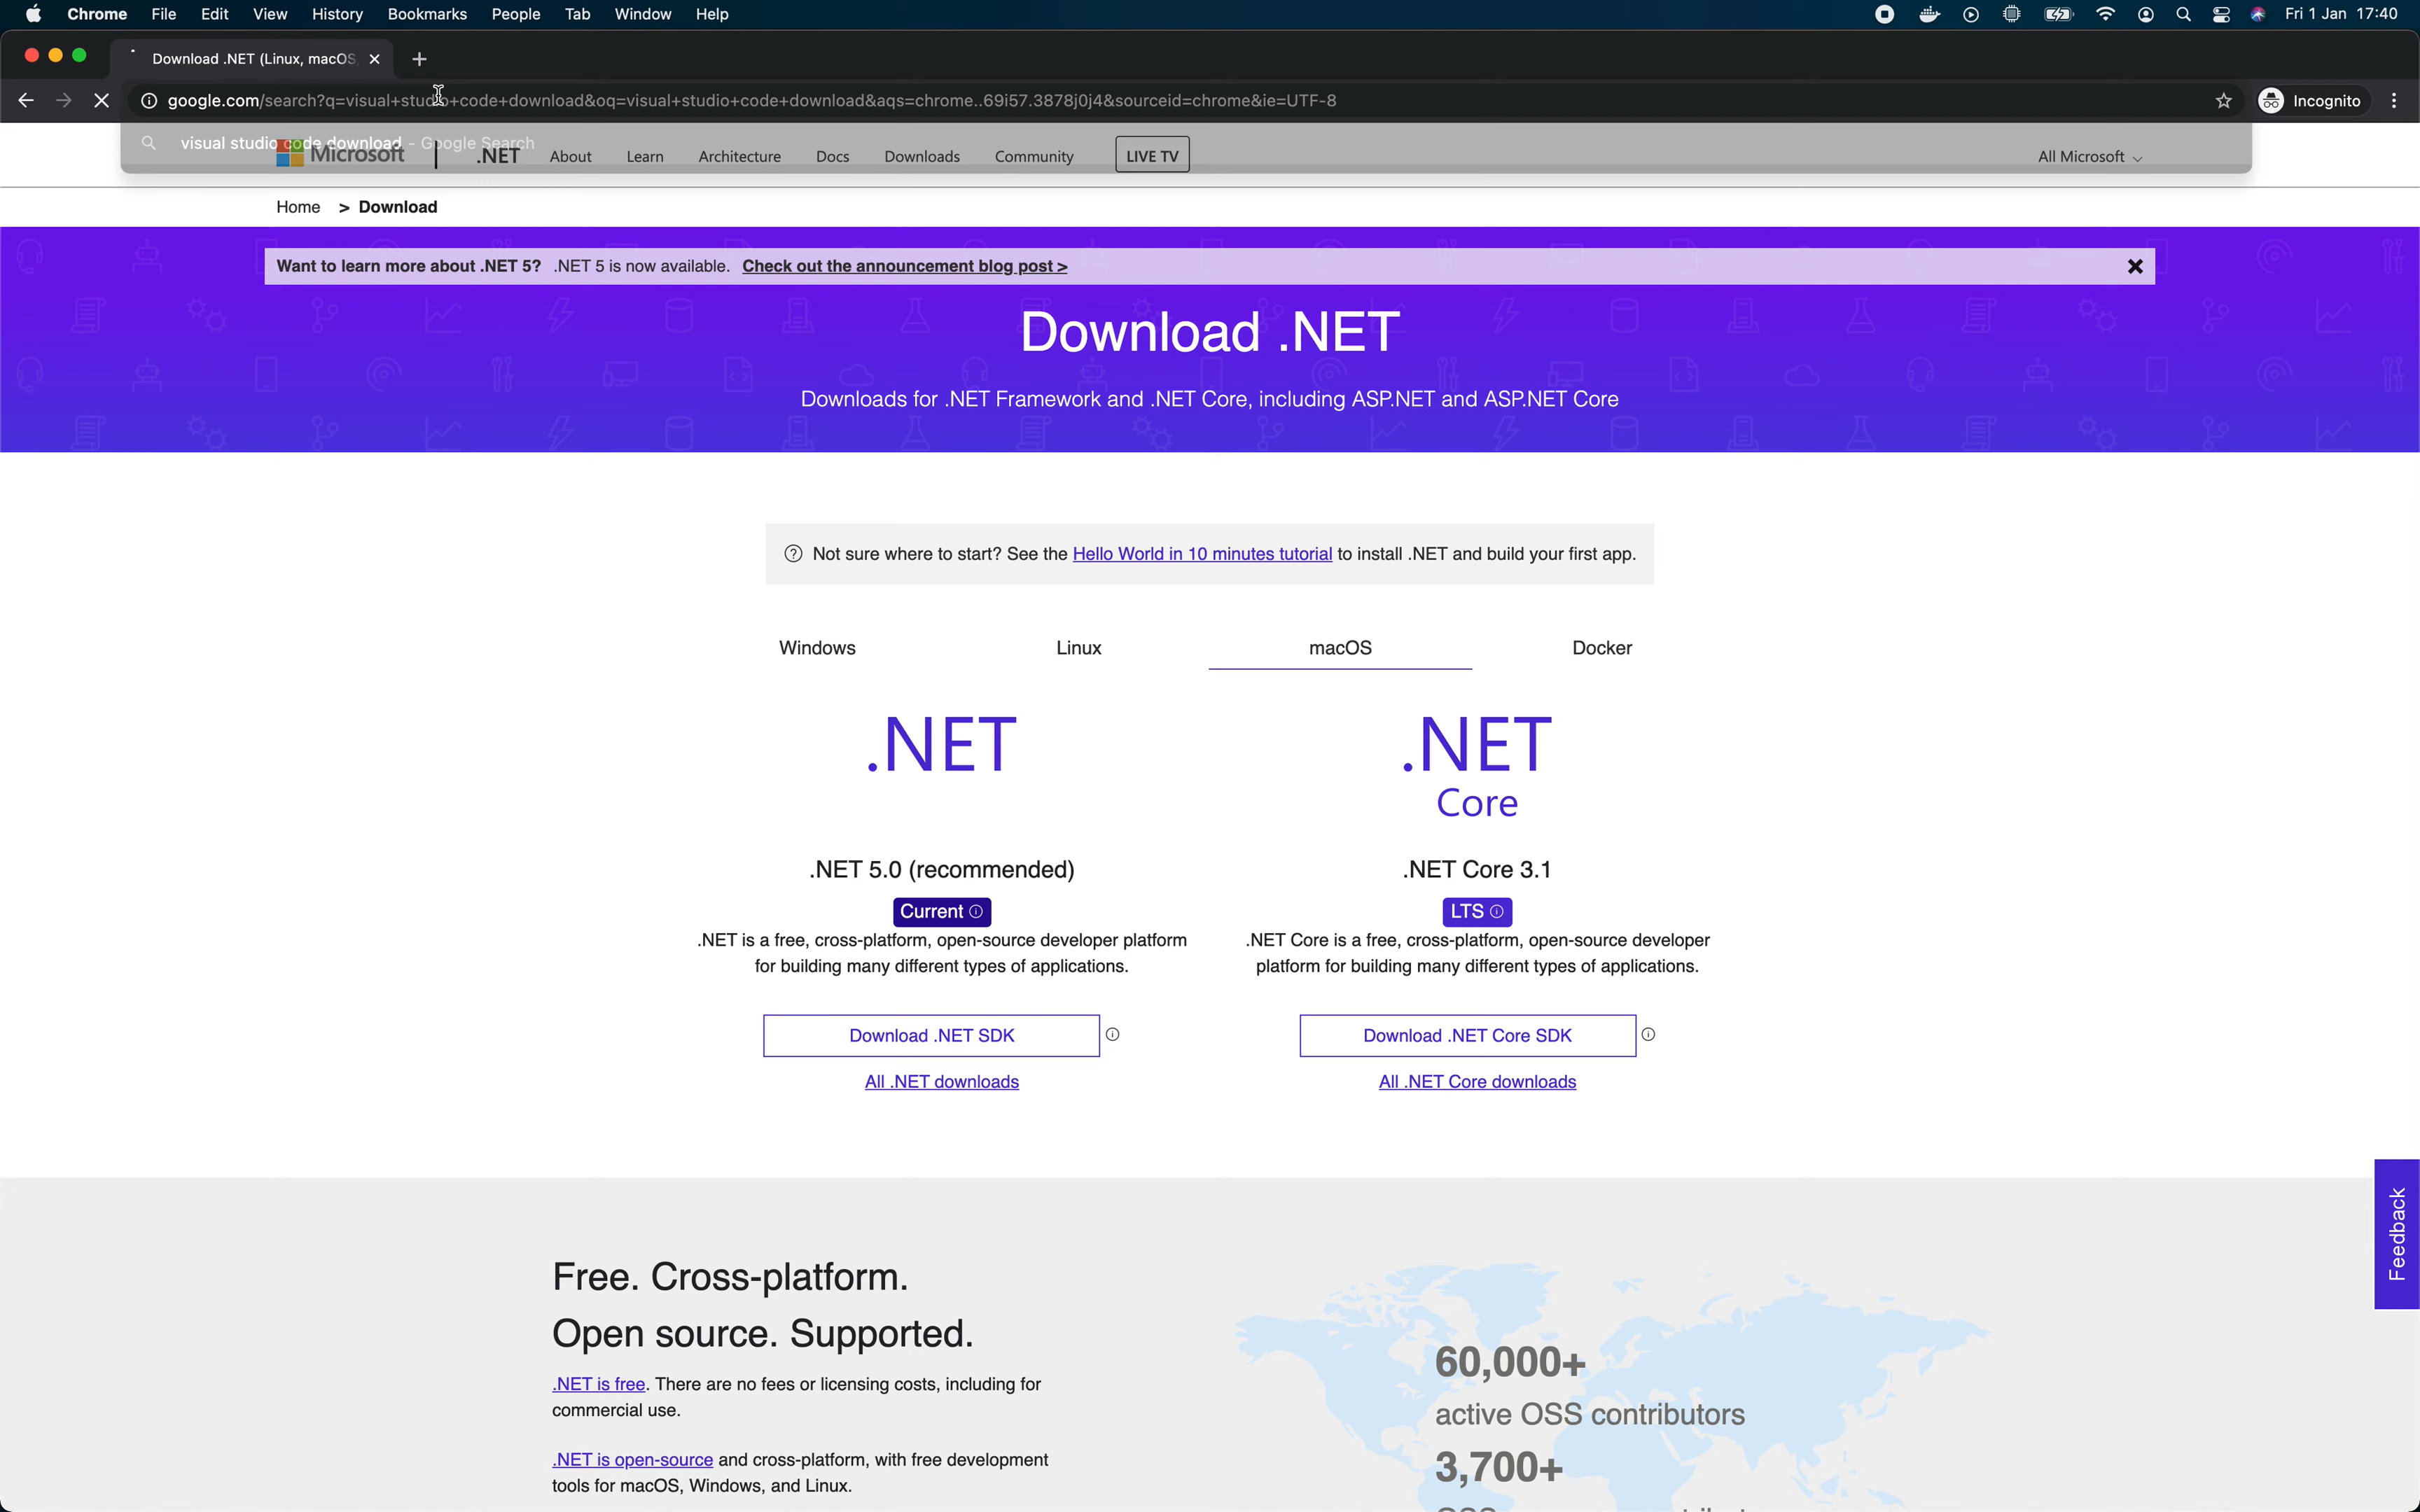 Chrome File Edit View History Bookmarks People Tab Window Help Fri 1 Jan 17:40
Download .NET (Linux, macOS
google.com/search?q=visual+studio+code+download&oq=visual+studio+code+download&aqs=chrome..69i57.3878j0j4&sourceid=chrome&ie=UTF-8 Incognito
visual studio code download - Google Search
Microsoft .NET About Learn Architecture Docs Downloads Community LIVE TV All Microsoft
Home > Download
Want to learn more about .NET 5? .NET 5 is now available. Check out the announcement blog post >
Download .NET
Downloads for .NET Framework and .NET Core, including ASP.NET and ASP.NET Core
Not sure where to start? See the Hello World in 10 minutes tutorial to install .NET and build your first app.
Windows Linux macOS Docker
.NET
.NET 5.0 (recommended)
Current
.NET is a free, cross-platform, open-source developer platform
for building many different types of applications.
Download .NET SDK
All .NET downloads
.NET
Core
.NET Core 3.1
LTS
.NET Core is a free, cross-platform, open-source developer
platform for building many different types of applications.
Download .NET Core SDK
All .NET Core downloads
Feedback
Free. Cross-platform.
Open source. Supported.
.NET is free. There are no fees or licensing costs, including for
commercial use.
.NET is open-source and cross-platform, with free development
tools for macOS, Windows, and Linux.
60,000+
active OSS contributors
3,700+